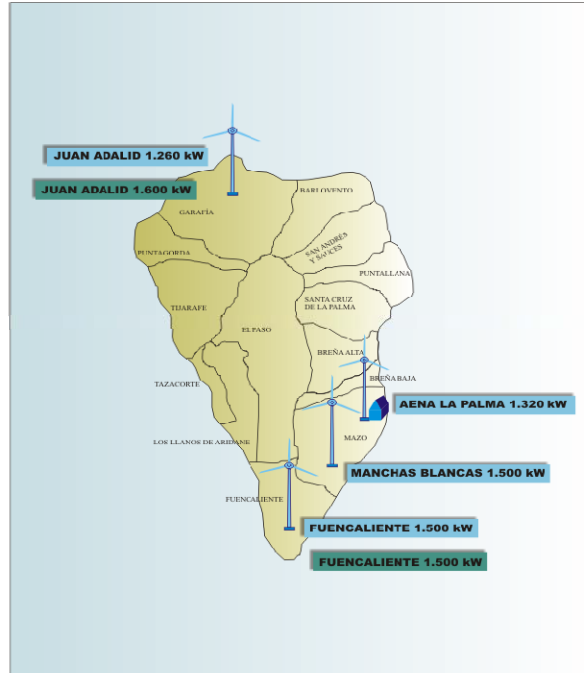 JUAN ADALID 1.260 kW
JUAN ADALID 1.600 kW
BARLOVENTO
GARAFÍA
SAN ANDRÉS
Y SAUCES
PUNTAGORDA
PUNTALLANA
TIJARAFE
SANTA CRUZ
DE LA PALMA
EL PASO
BREÑA ALTA
TAZACORTE
BREÑA BAJA
AENA LA PALMA 1.320 kW
LOS LLANOS DE ARIDANE
MAZO
MANCHAS BLANCAS 1.500 kW
FUENCALIENTE
FUENCALIENTE 1.500 kW
FUENCALIENTE 1.500 kW